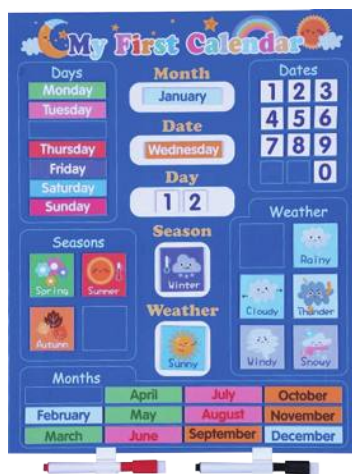 My First Calendar
Days
Monday
Tuesday
Thursday
Friday
Saturday
Sunday
Month
January
Date
Wednesday
Day
1 2
Dates
1 2 3
4 5 6
7 8 9
0
Seasons
Spring
Summer
Autumn
Season
Winter
Weather
Sunny
Weather
Rainy
Cloudy
Thunder
Windy
Snowy
Months
April
July
October
February
May
August
November
March
June
September
December